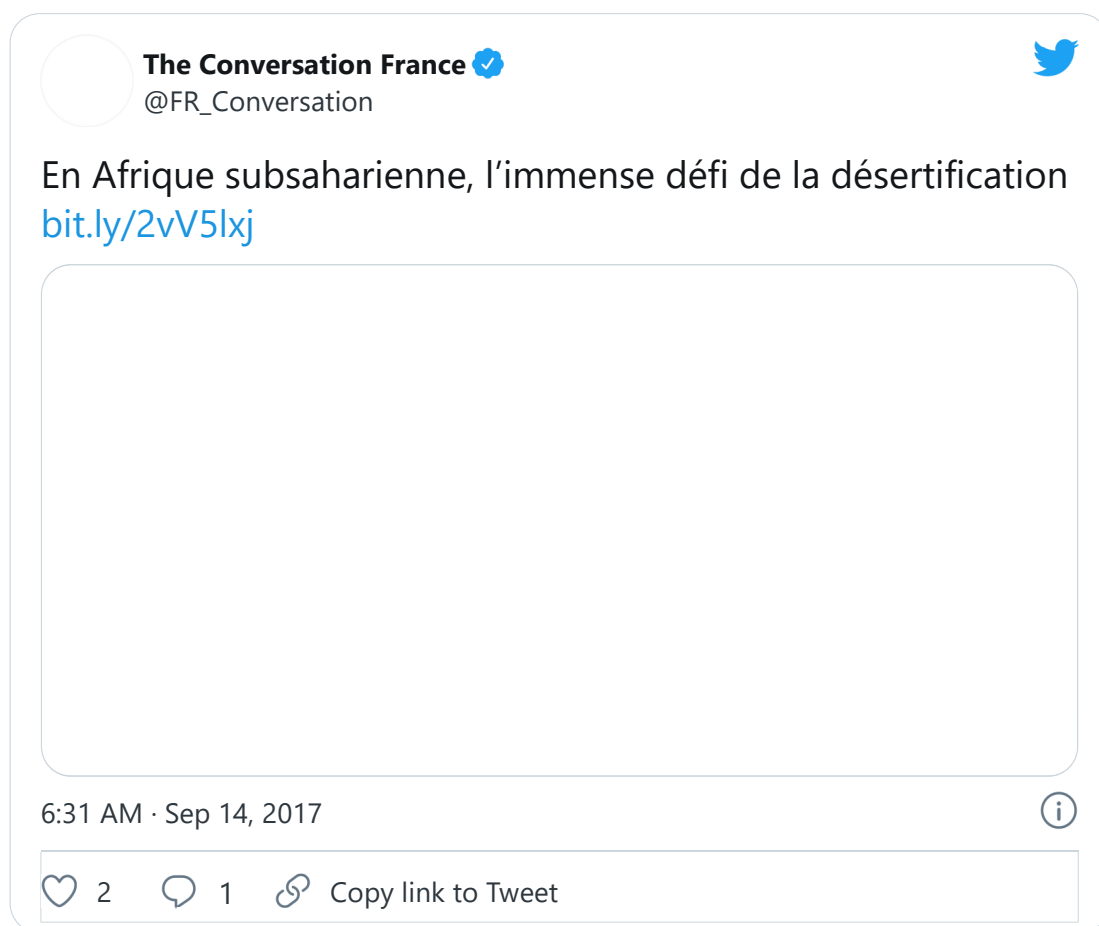 The Conversation France
@FR_Conversation
En Afrique subsaharienne, l’immense défi de la désertification
bit.ly/2vV5lxj
6:31 AM · Sep 14, 2017
2 1 Copy link to Tweet